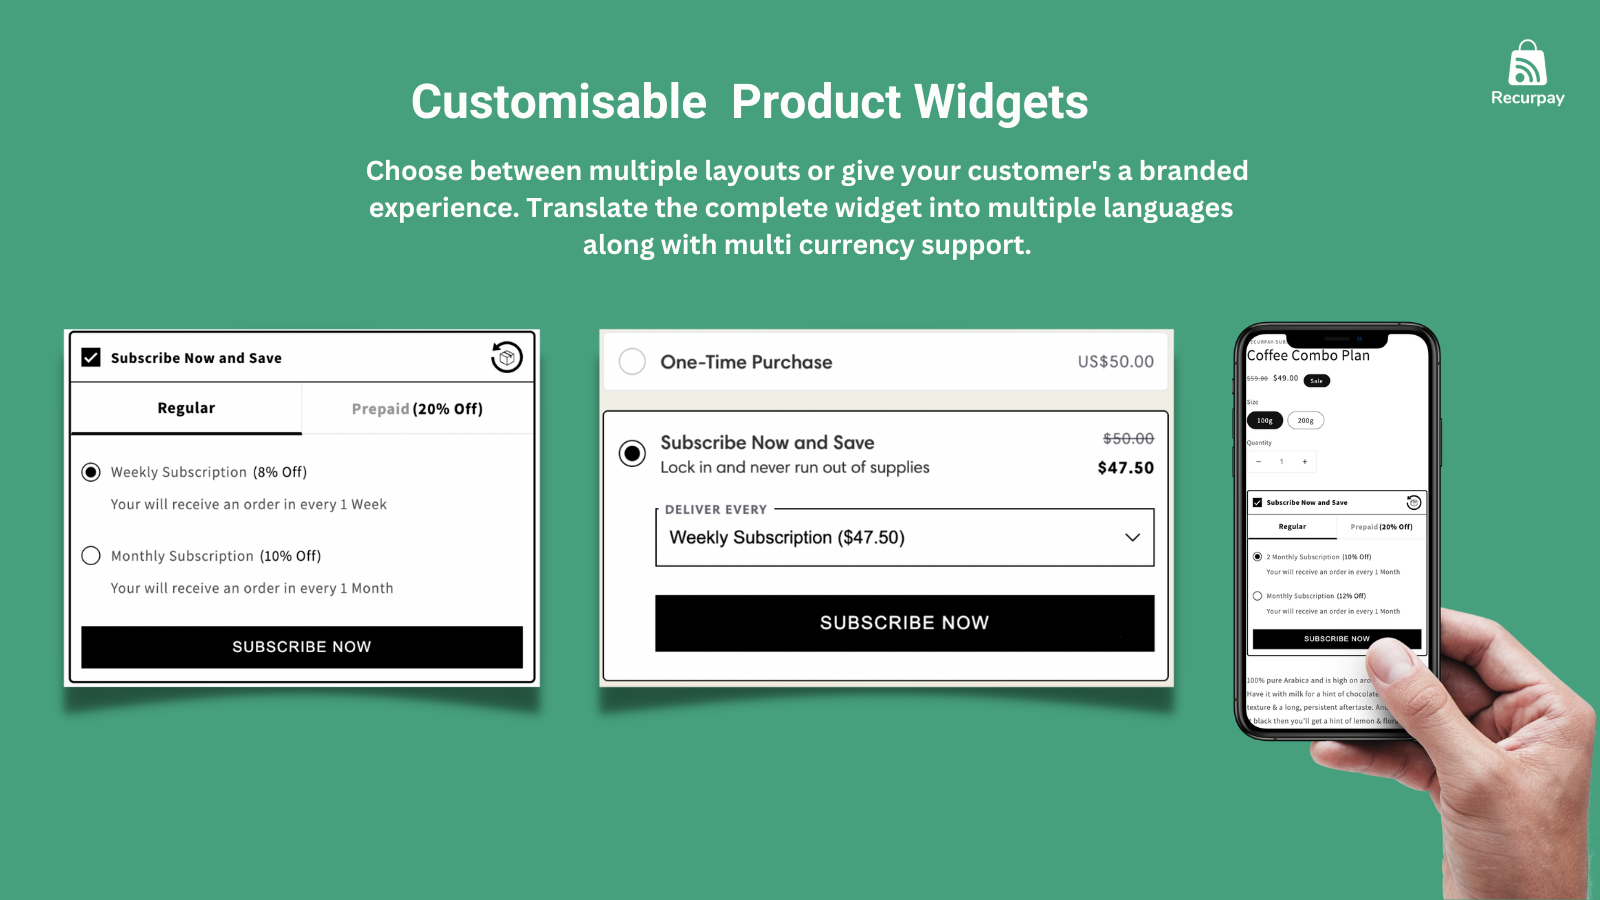 Recurpay
Customisable Product Widgets
Choose between multiple layouts or give your customer's a branded
experience. Translate the complete widget into multiple languages
along with multi currency support.
Subscribe Now and Save
Regular
Prepaid (20% Off)
Weekly Subscription (8% Off)
Your will receive an order in every 1 Week
Monthly Subscription (10% Off)
Your will receive an order in every 1 Month
SUBSCRIBE NOW
One-Time Purchase
US$50.00
Subscribe Now and Save
$50.00
Lock in and never run out of supplies
$47.50
DELIVER EVERY
Weekly Subscription ($47.50)
SUBSCRIBE NOW
Coffee Combo Plan
$59.00 $49.00 Sale
Size
100g 200g
Quantity
− 1 +
Subscribe Now and Save
Regular
Prepaid (20% Off)
2 Monthly Subscription (10% Off)
Your will receive an order in every 1 Month
Monthly Subscription (12% Off)
Your will receive an order in every 1 Month
SUBSCRIBE NOW
100% pure Arabica and is high on
Have it with milk for a hint of chocolate
texture & a long, persistent aftertaste.
black then you'll get a hint of lemon &